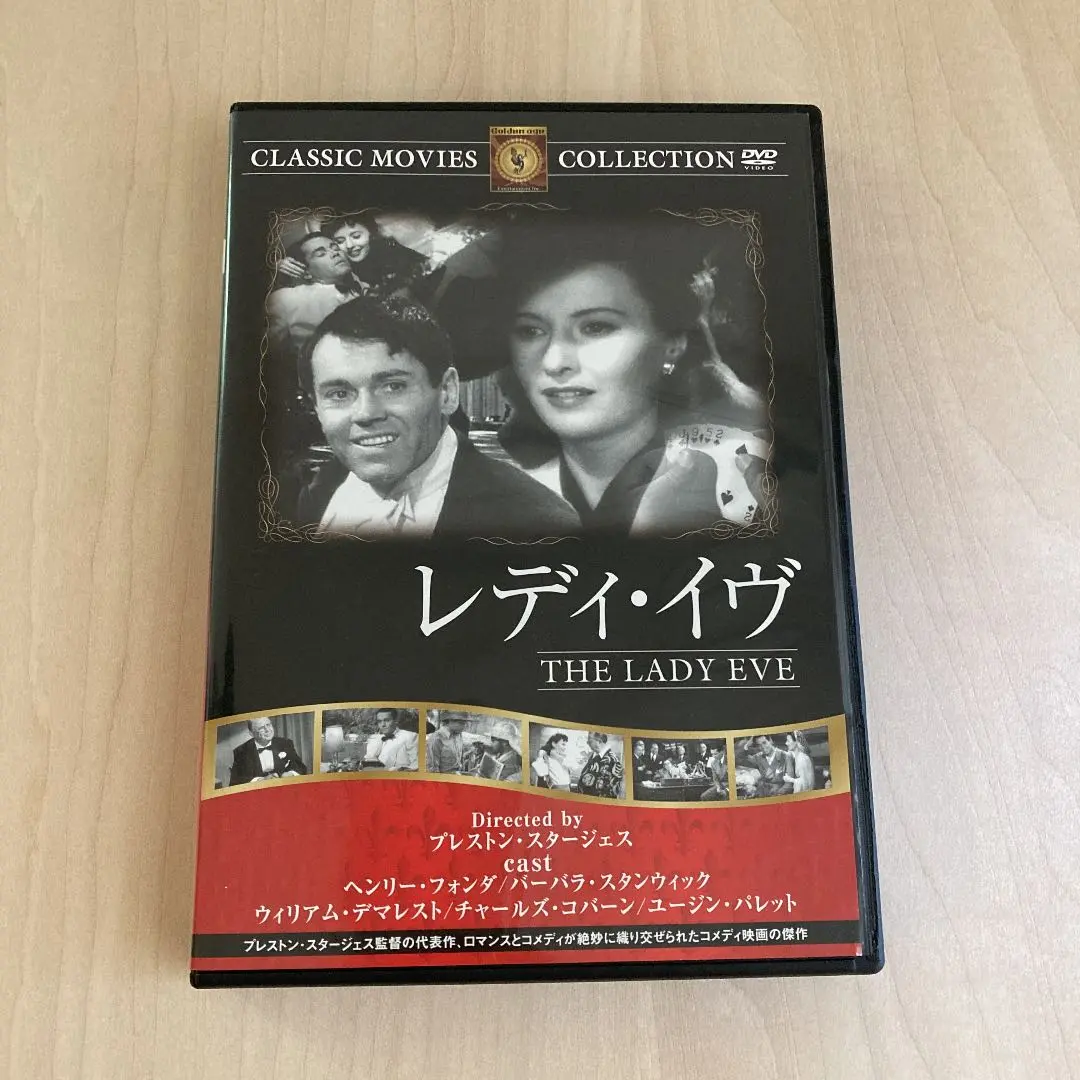 Golden age
CLASSIC MOVIES COLLECTION DVD
VIDEO
Entertainment Inc.
レディ・イヴ
THE LADY EVE
Directed by
プレストン・スタージェス
cast
ヘンリー・フォンダ/バーバラ・スタンウィック
ウィリアム・デマレスト/チャールズ・コバーン/ユージン・パレット
プレストン・スタージェス監督の代表作、ロマンスとコメディが絶妙に織り交ぜられたコメディ映画の傑作